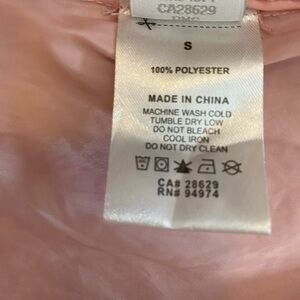 CA28629
S
100% POLYESTER
MADE IN CHINA
MACHINE WASH COLD
TUMBLE DRY LOW
DO NOT BLEACH
COOL IRON
DO NOT DRY CLEAN
CA# 28629
RN# 94974